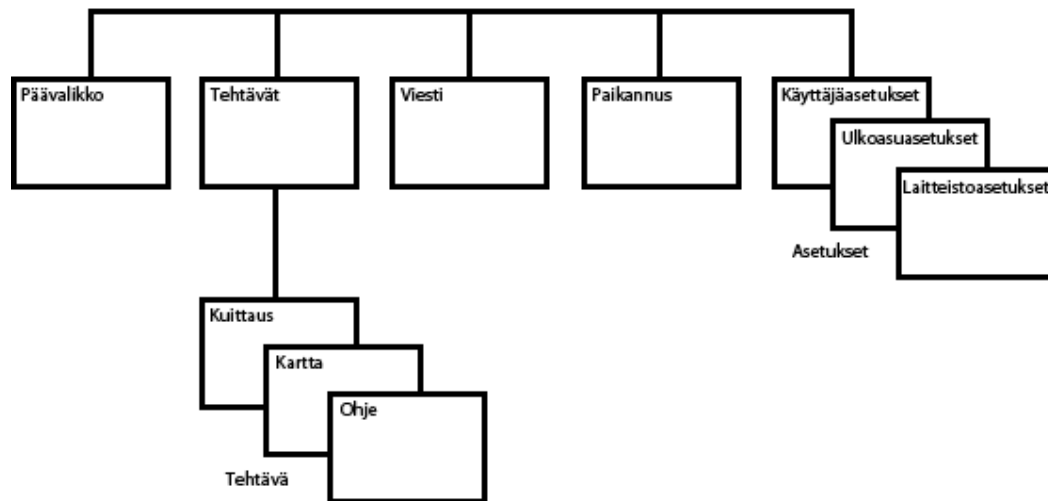 Päävalikko
Tehtävät
Viesti
Paikannus
Käyttäjäasetukset
Ulkoasuasetukset
Laitteistoasetukset
Asetukset
Kuittaus
Kartta
Ohje
Tehtävä